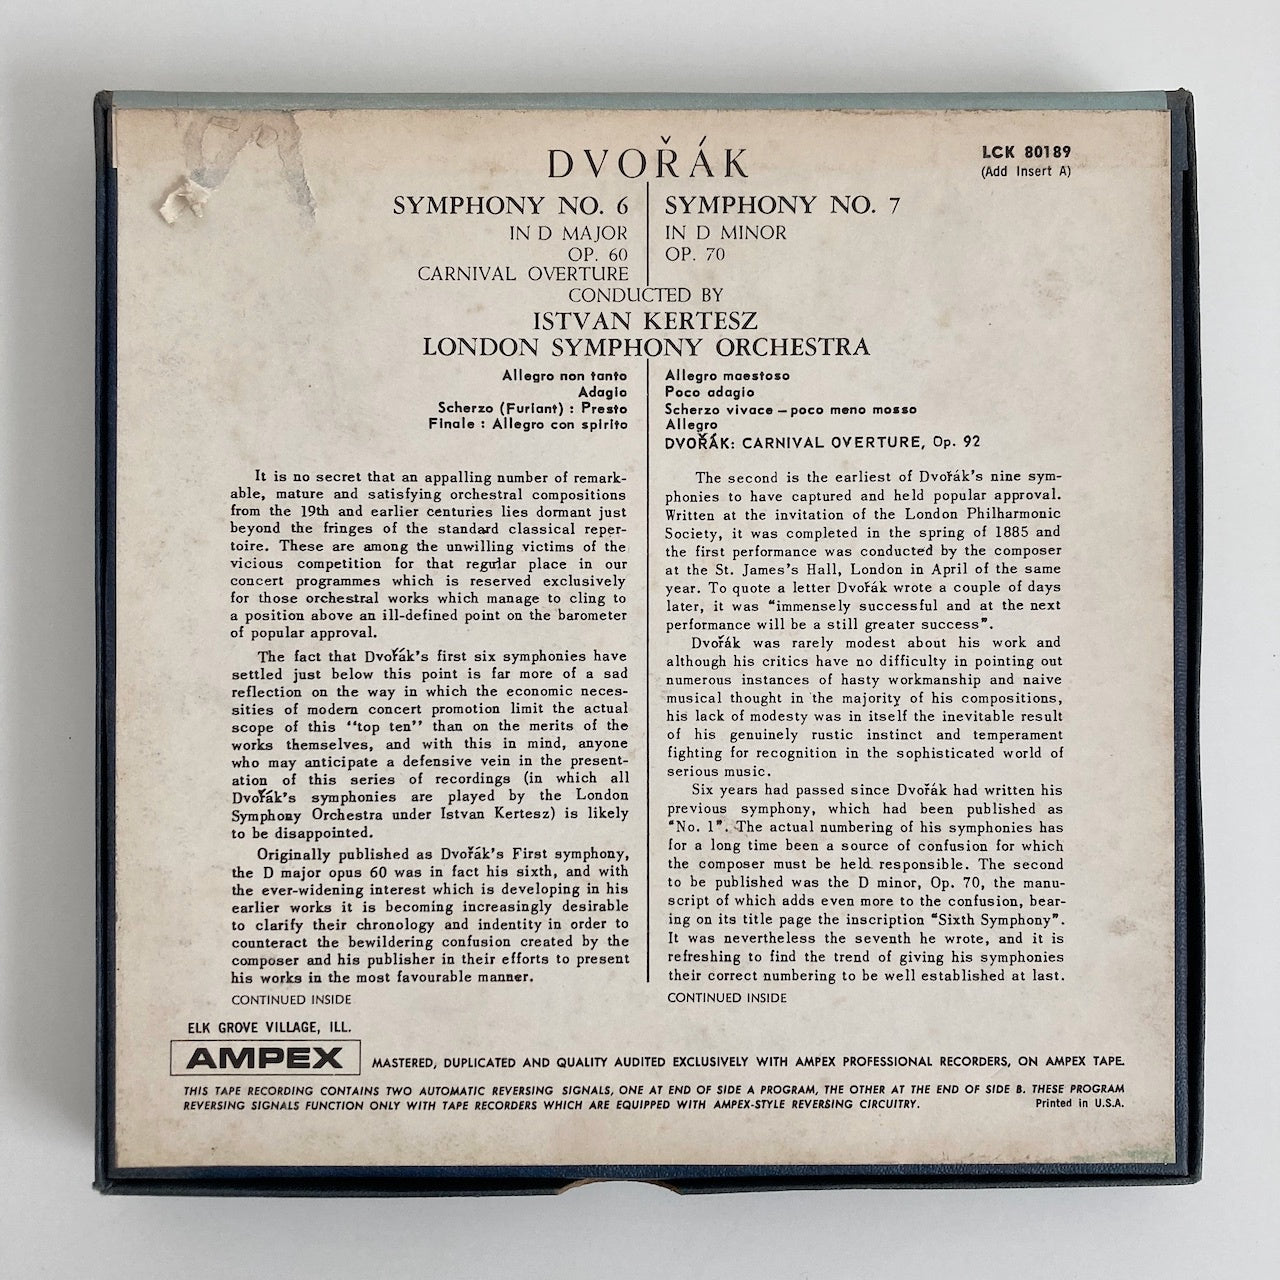 DVOŘÁK
LCK 80189
(Add Insert A)
SYMPHONY NO. 6
IN D MAJOR
OP. 60
CARNIVAL OVERTURE
SYMPHONY NO. 7
IN D MINOR
OP. 70
CONDUCTED BY
ISTVAN KERTESZ
LONDON SYMPHONY ORCHESTRA
Allegro non tanto
Adagio
Scherzo (Furiant) : Presto
Finale : Allegro con spirito
It is no secret that an appalling number of remark-
able, mature and satisfying orchestral compositions
from the 19th and earlier centuries lies dormant just
beyond the fringes of the standard classical reper-
toire. These are among the unwilling victims of the
vicious competition for that regular place in our
concert programmes which is reserved exclusively
for those orchestral works which manage to cling to
a position above an ill-defined point on the barometer
of popular approval.
The fact that Dvořák's first six symphonies have
settled just below this point is far more of a sad
reflection on the way in which the economic neces-
sities of modern concert promotion limit the actual
scope of this "top ten" than on the merits of the
works themselves, and with this in mind, anyone
who may anticipate a defensive vein in the present-
ation of this series of recordings (in which all
Dvořák's symphonies are played by the London
Symphony Orchestra under Istvan Kertesz) is likely
to be disappointed.
Originally published as Dvořák's First symphony,
the D major opus 60 was in fact his sixth, and with
the ever-widening interest which is developing in his
earlier works it is becoming increasingly desirable
to clarify their chronology and indentity in order to
counteract the bewildering confusion created by the
composer and his publisher in their efforts to present
his works in the most favourable manner.
CONTINUED INSIDE
Allegro maestoso
Poco adagio
Scherzo vivace – poco meno mosso
Allegro
DVOŘÁK: CARNIVAL OVERTURE, Op. 92
The second is the earliest of Dvořák's nine sym-
phonies to have captured and held popular approval.
Written at the invitation of the London Philharmonic
Society, it was completed in the spring of 1885 and
the first performance was conducted by the composer
at the St. James's Hall, London in April of the same
year. To quote a letter Dvořák wrote a couple of days
later, it was "immensely successful and at the next
performance will be a still greater success".
Dvořák was rarely modest about his work and
although his critics have no difficulty in pointing out
numerous instances of hasty workmanship and naive
musical thought in the majority of his compositions,
his lack of modesty was in itself the inevitable result
of his genuinely rustic instinct and temperament
fighting for recognition in the sophisticated world of
serious music.
Six years had passed since Dvořák had written his
previous symphony, which had been published as
"No. 1". The actual numbering of his symphonies has
for a long time been a source of confusion for which
the composer must be held responsible. The second
to be published was the D minor, Op. 70, the manu-
script of which adds even more to the confusion, bear-
ing on its title page the inscription "Sixth Symphony".
It was nevertheless the seventh he wrote, and it is
refreshing to find the trend of giving his symphonies
their correct numbering to be well established at last.
CONTINUED INSIDE
ELK GROVE VILLAGE, ILL.
AMPEX
MASTERED, DUPLICATED AND QUALITY AUDITED EXCLUSIVELY WITH AMPEX PROFESSIONAL RECORDERS, ON AMPEX TAPE.
THIS TAPE RECORDING CONTAINS TWO AUTOMATIC REVERSING SIGNALS, ONE AT END OF SIDE A PROGRAM, THE OTHER AT THE END OF SIDE B. THESE PROGRAM
REVERSING SIGNALS FUNCTION ONLY WITH TAPE RECORDERS WHICH ARE EQUIPPED WITH AMPEX-STYLE REVERSING CIRCUITRY.
Printed in U.S.A.